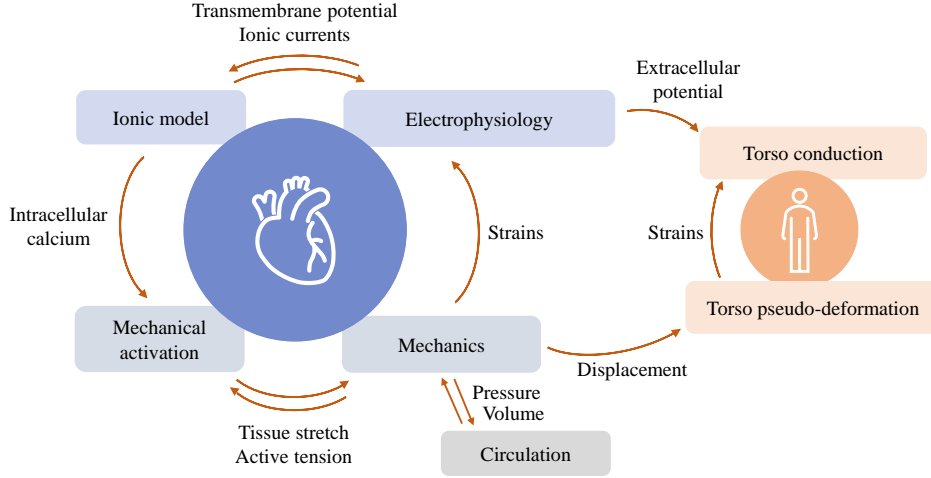 Transmembrane potential
Ionic currents
Extracellular
potential
Ionic model
Electrophysiology
Torso conduction
Intracellular
calcium
Strains
Strains
Mechanical
activation
Mechanics
Torso pseudo-deformation
Displacement
Pressure
Volume
Tissue stretch
Active tension
Circulation